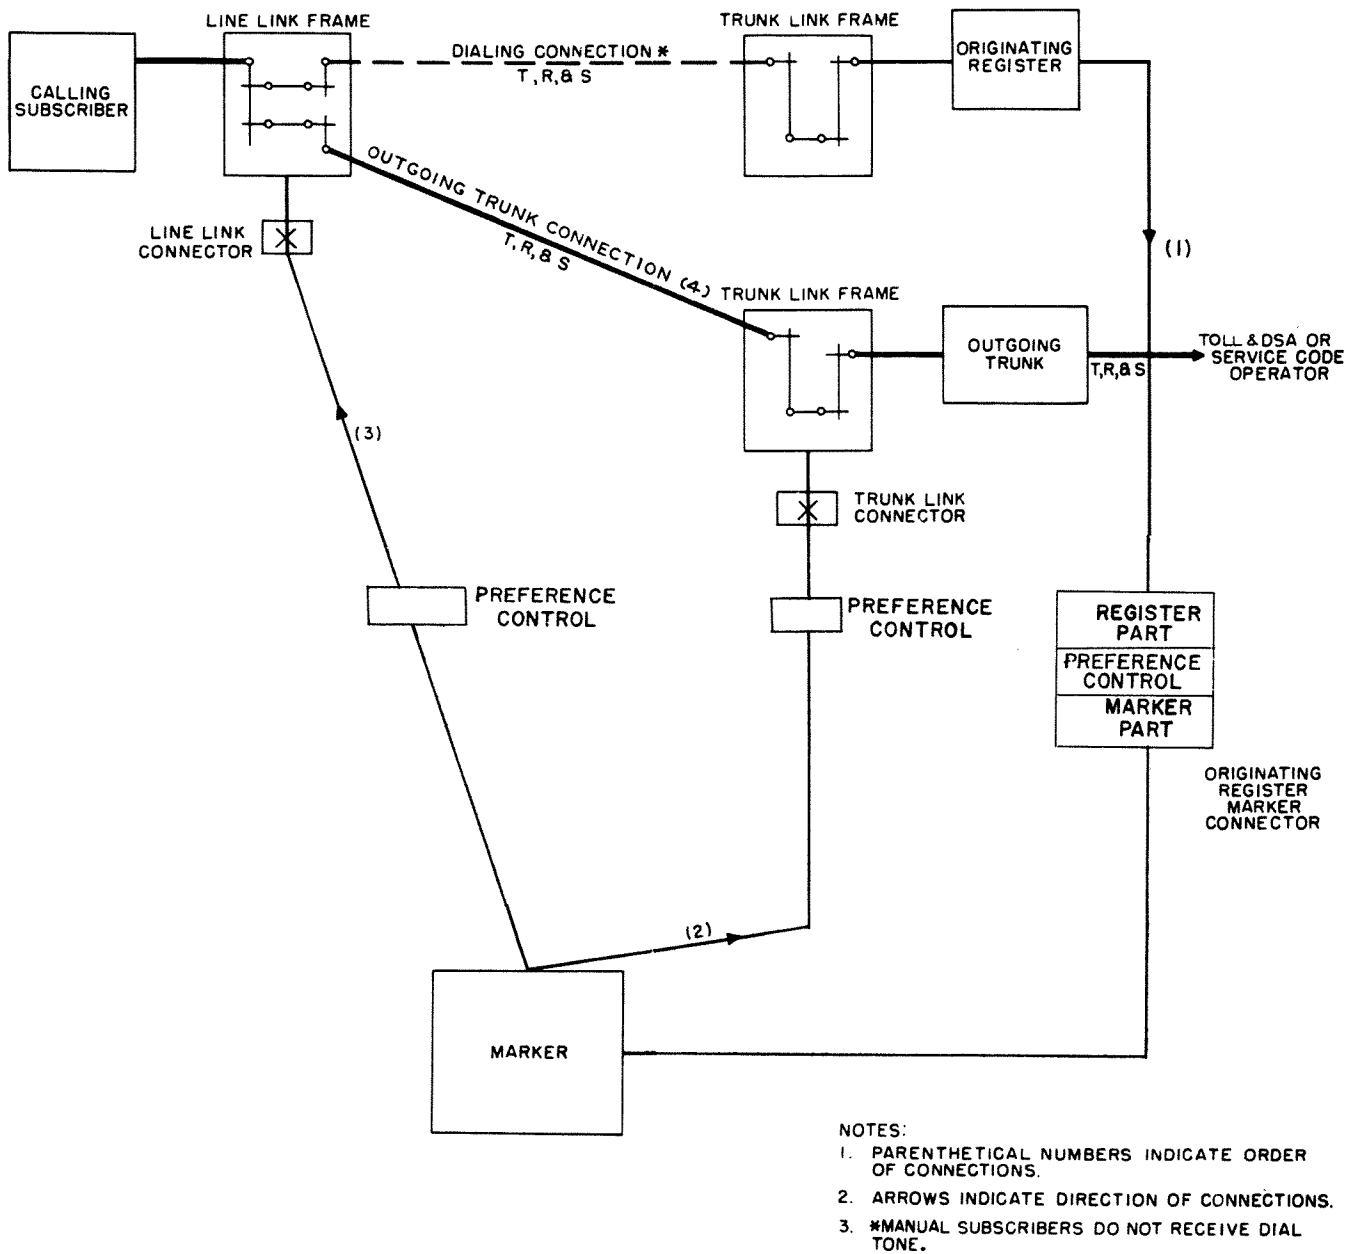 LINE LINK FRAME
TRUNK LINK FRAME
CALLING
SUBSCRIBER
DIALING CONNECTION *
T, R, & S
ORIGINATING
REGISTER
(1)
OUTGOING TRUNK CONNECTION (4)
T, R, & S
LINE LINK
CONNECTOR
TRUNK LINK FRAME
OUTGOING
TRUNK
T, R, & S
TOLL & DSA OR
SERVICE CODE
OPERATOR
(3)
TRUNK LINK
CONNECTOR
PREFERENCE
CONTROL
PREFERENCE
CONTROL
REGISTER
PART
PREFERENCE
CONTROL
MARKER
PART
ORIGINATING
REGISTER
MARKER
CONNECTOR
(2)
MARKER
NOTES:
1. PARENTHETICAL NUMBERS INDICATE ORDER
OF CONNECTIONS.
2. ARROWS INDICATE DIRECTION OF CONNECTIONS.
3. *MANUAL SUBSCRIBERS DO NOT RECEIVE DIAL
TONE.